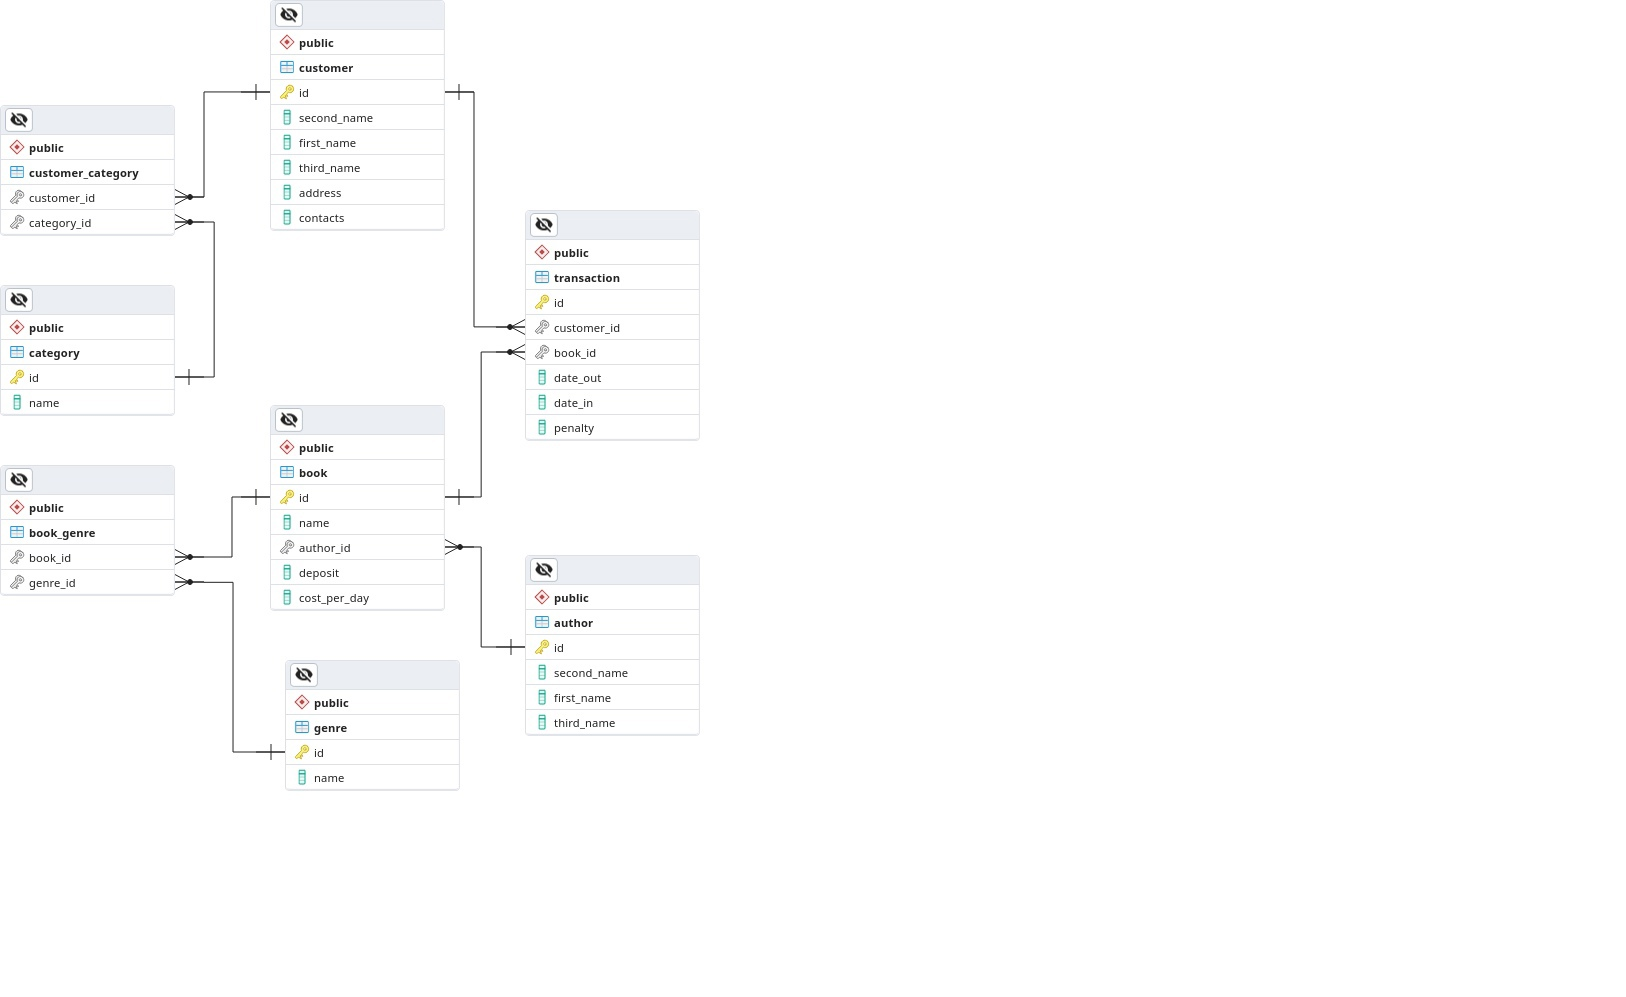 public
customer
id
second_name
first_name
third_name
address
contacts
public
customer_category
customer_id
category_id
public
transaction
id
customer_id
book_id
date_out
date_in
penalty
public
category
id
name
public
book
id
name
author_id
deposit
cost_per_day
public
book_genre
book_id
genre_id
public
author
id
second_name
first_name
third_name
public
genre
id
name